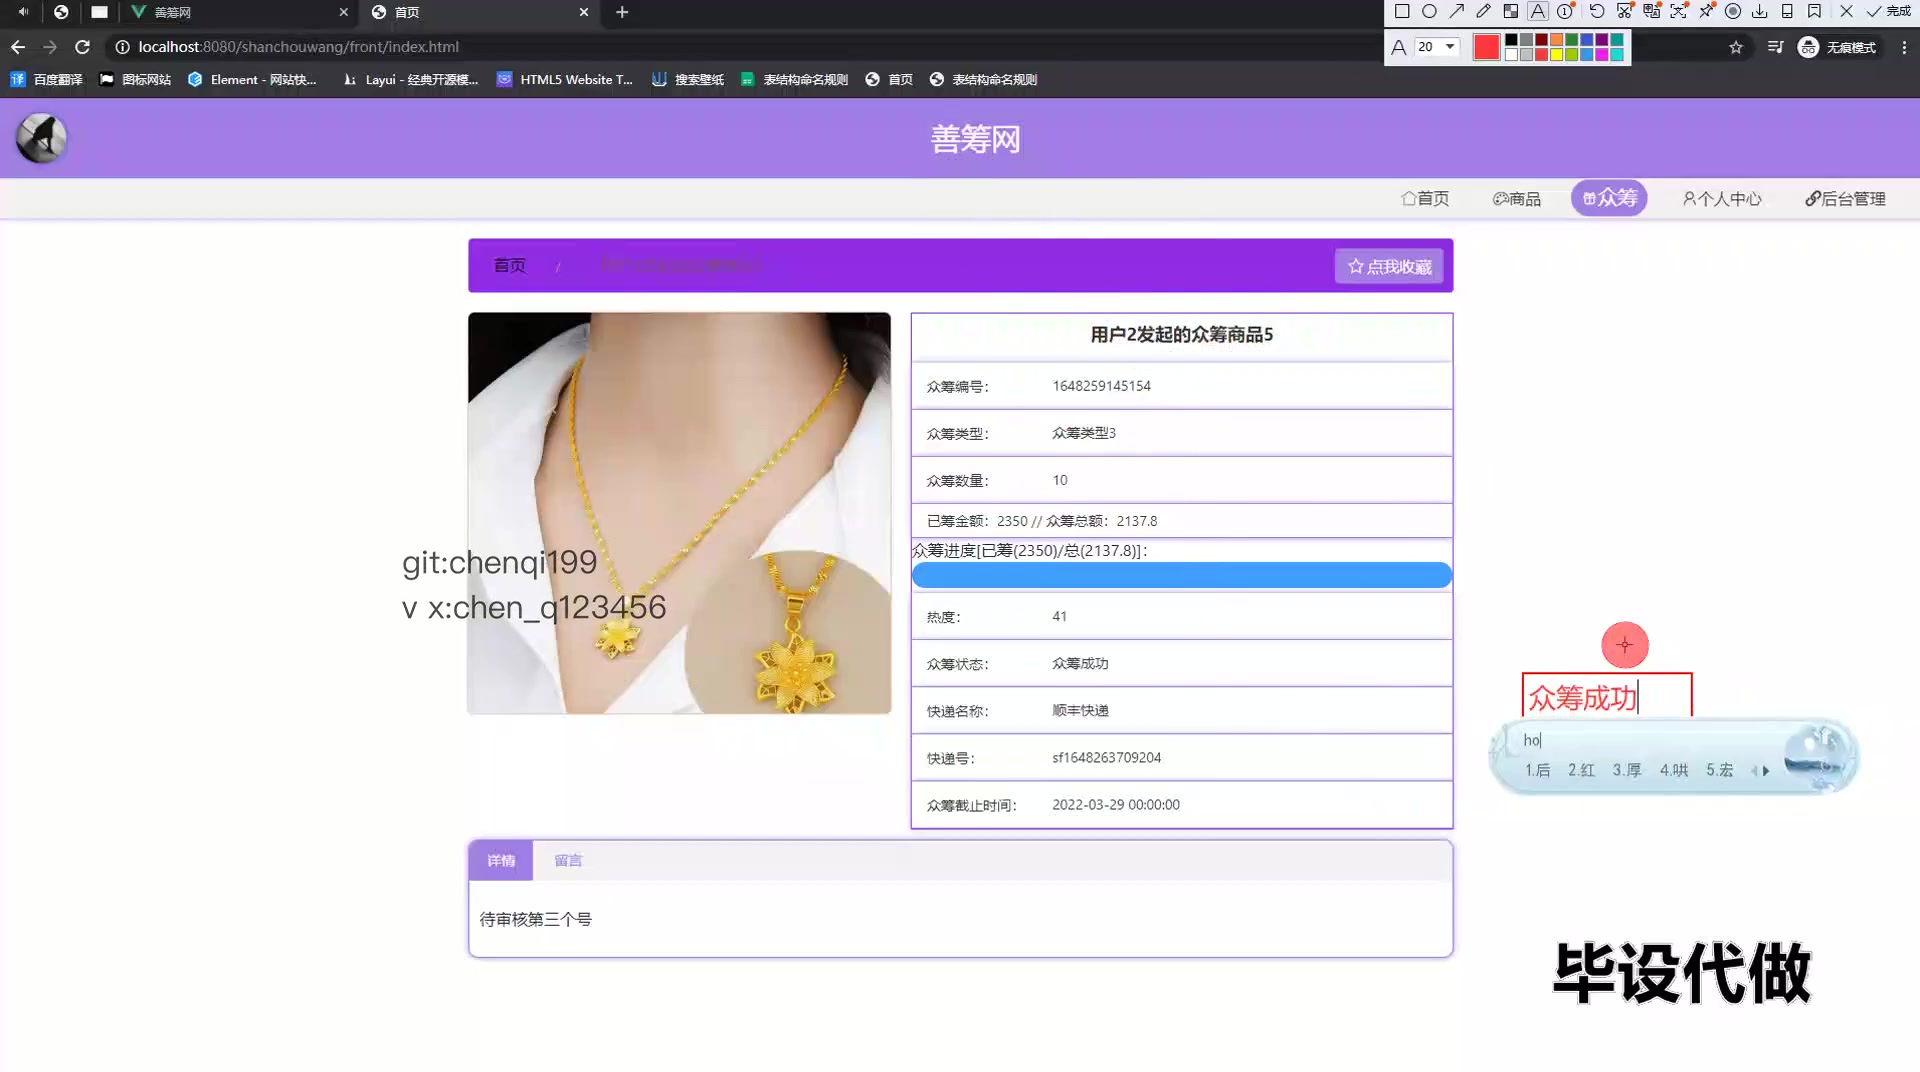 善筹网
首页
完成
localhost:8080/shanchouwang/front/index.html
A 20
无痕模式
百度翻译
图标网站
Element - 网站快...
Layui - 经典开源模...
HTML5 Website T...
搜索壁纸
表结构命名规则
首页
表结构命名规则
善筹网
首页
商品
众筹
个人中心
后台管理
首页 /
点我收藏
用户2发起的众筹商品5
众筹编号： 1648259145154
众筹类型： 众筹类型3
众筹数量： 10
已筹金额：2350 // 众筹总额：2137.8
众筹进度[已筹(2350)/总(2137.8)]：
热度： 41
众筹状态： 众筹成功
快递名称： 顺丰快递
快递号： sf1648263709204
众筹截止时间： 2022-03-29 00:00:00
git:chenqi199
v x:chen_q123456
众筹成功
ho
1.后 2.红 3.厚 4.哄 5.宏
详情 留言
待审核第三个号
毕设代做